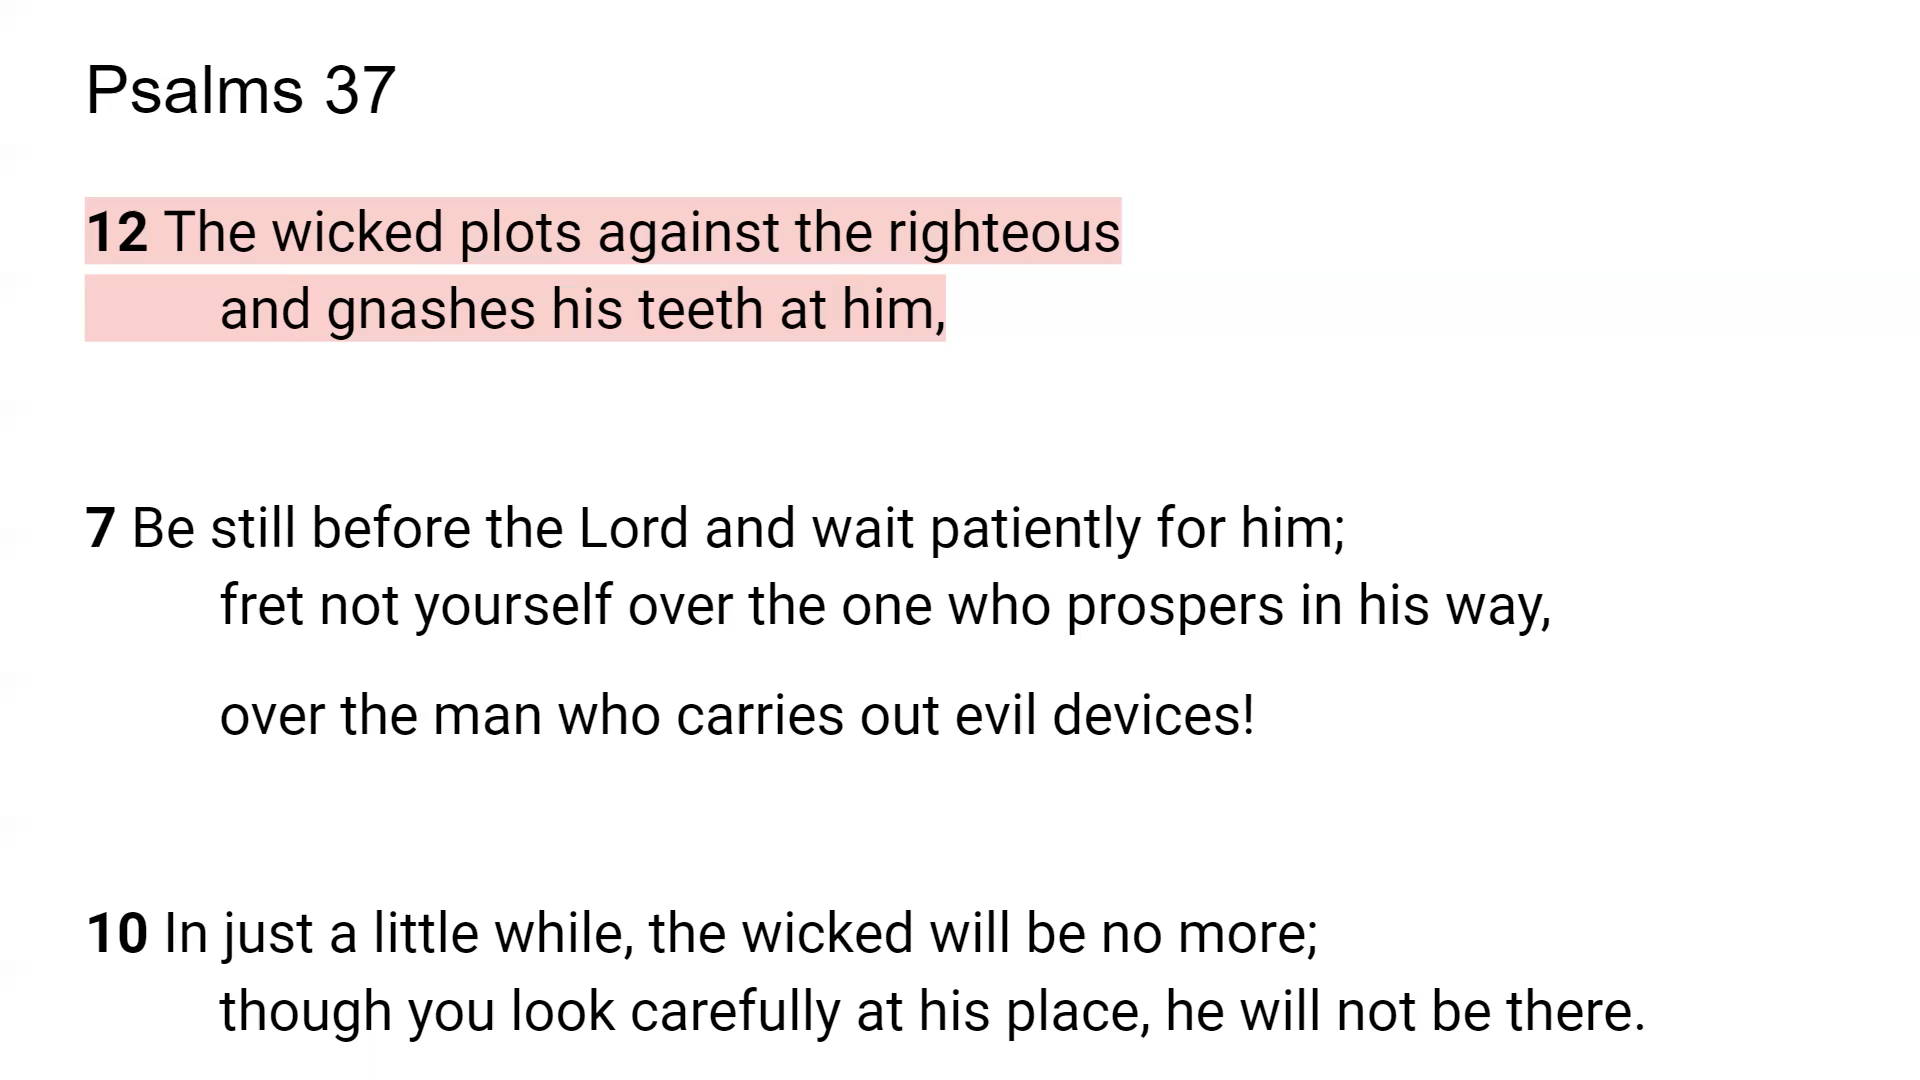 Psalms 37
12 The wicked plots against the righteous
and gnashes his teeth at him,
7 Be still before the Lord and wait patiently for him;
fret not yourself over the one who prospers in his way,
over the man who carries out evil devices!
10 In just a little while, the wicked will be no more;
though you look carefully at his place, he will not be there.